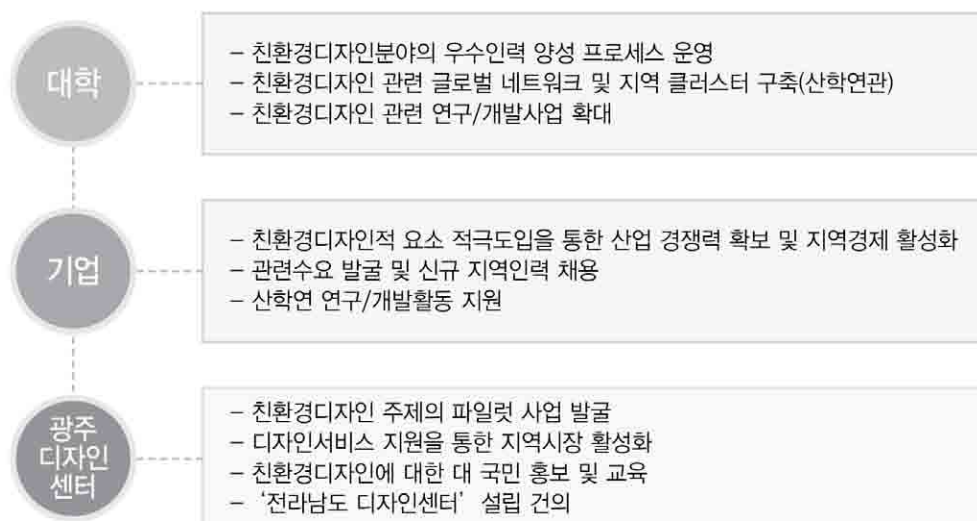 대학
– 친환경디자인분야의 우수인력 양성 프로세스 운영
– 친환경디자인 관련 글로벌 네트워크 및 지역 클러스터 구축(산학연관)
– 친환경디자인 관련 연구/개발사업 확대
기업
– 친환경디자인적 요소 적극도입을 통한 산업 경쟁력 확보 및 지역경제 활성화
– 관련수요 발굴 및 신규 지역인력 채용
– 산학연 연구/개발활동 지원
광주
디자인
센터
– 친환경디자인 주제의 파일럿 사업 발굴
– 디자인서비스 지원을 통한 지역시장 활성화
– 친환경디자인에 대한 대 국민 홍보 및 교육
– ‘전라남도 디자인센터’ 설립 건의